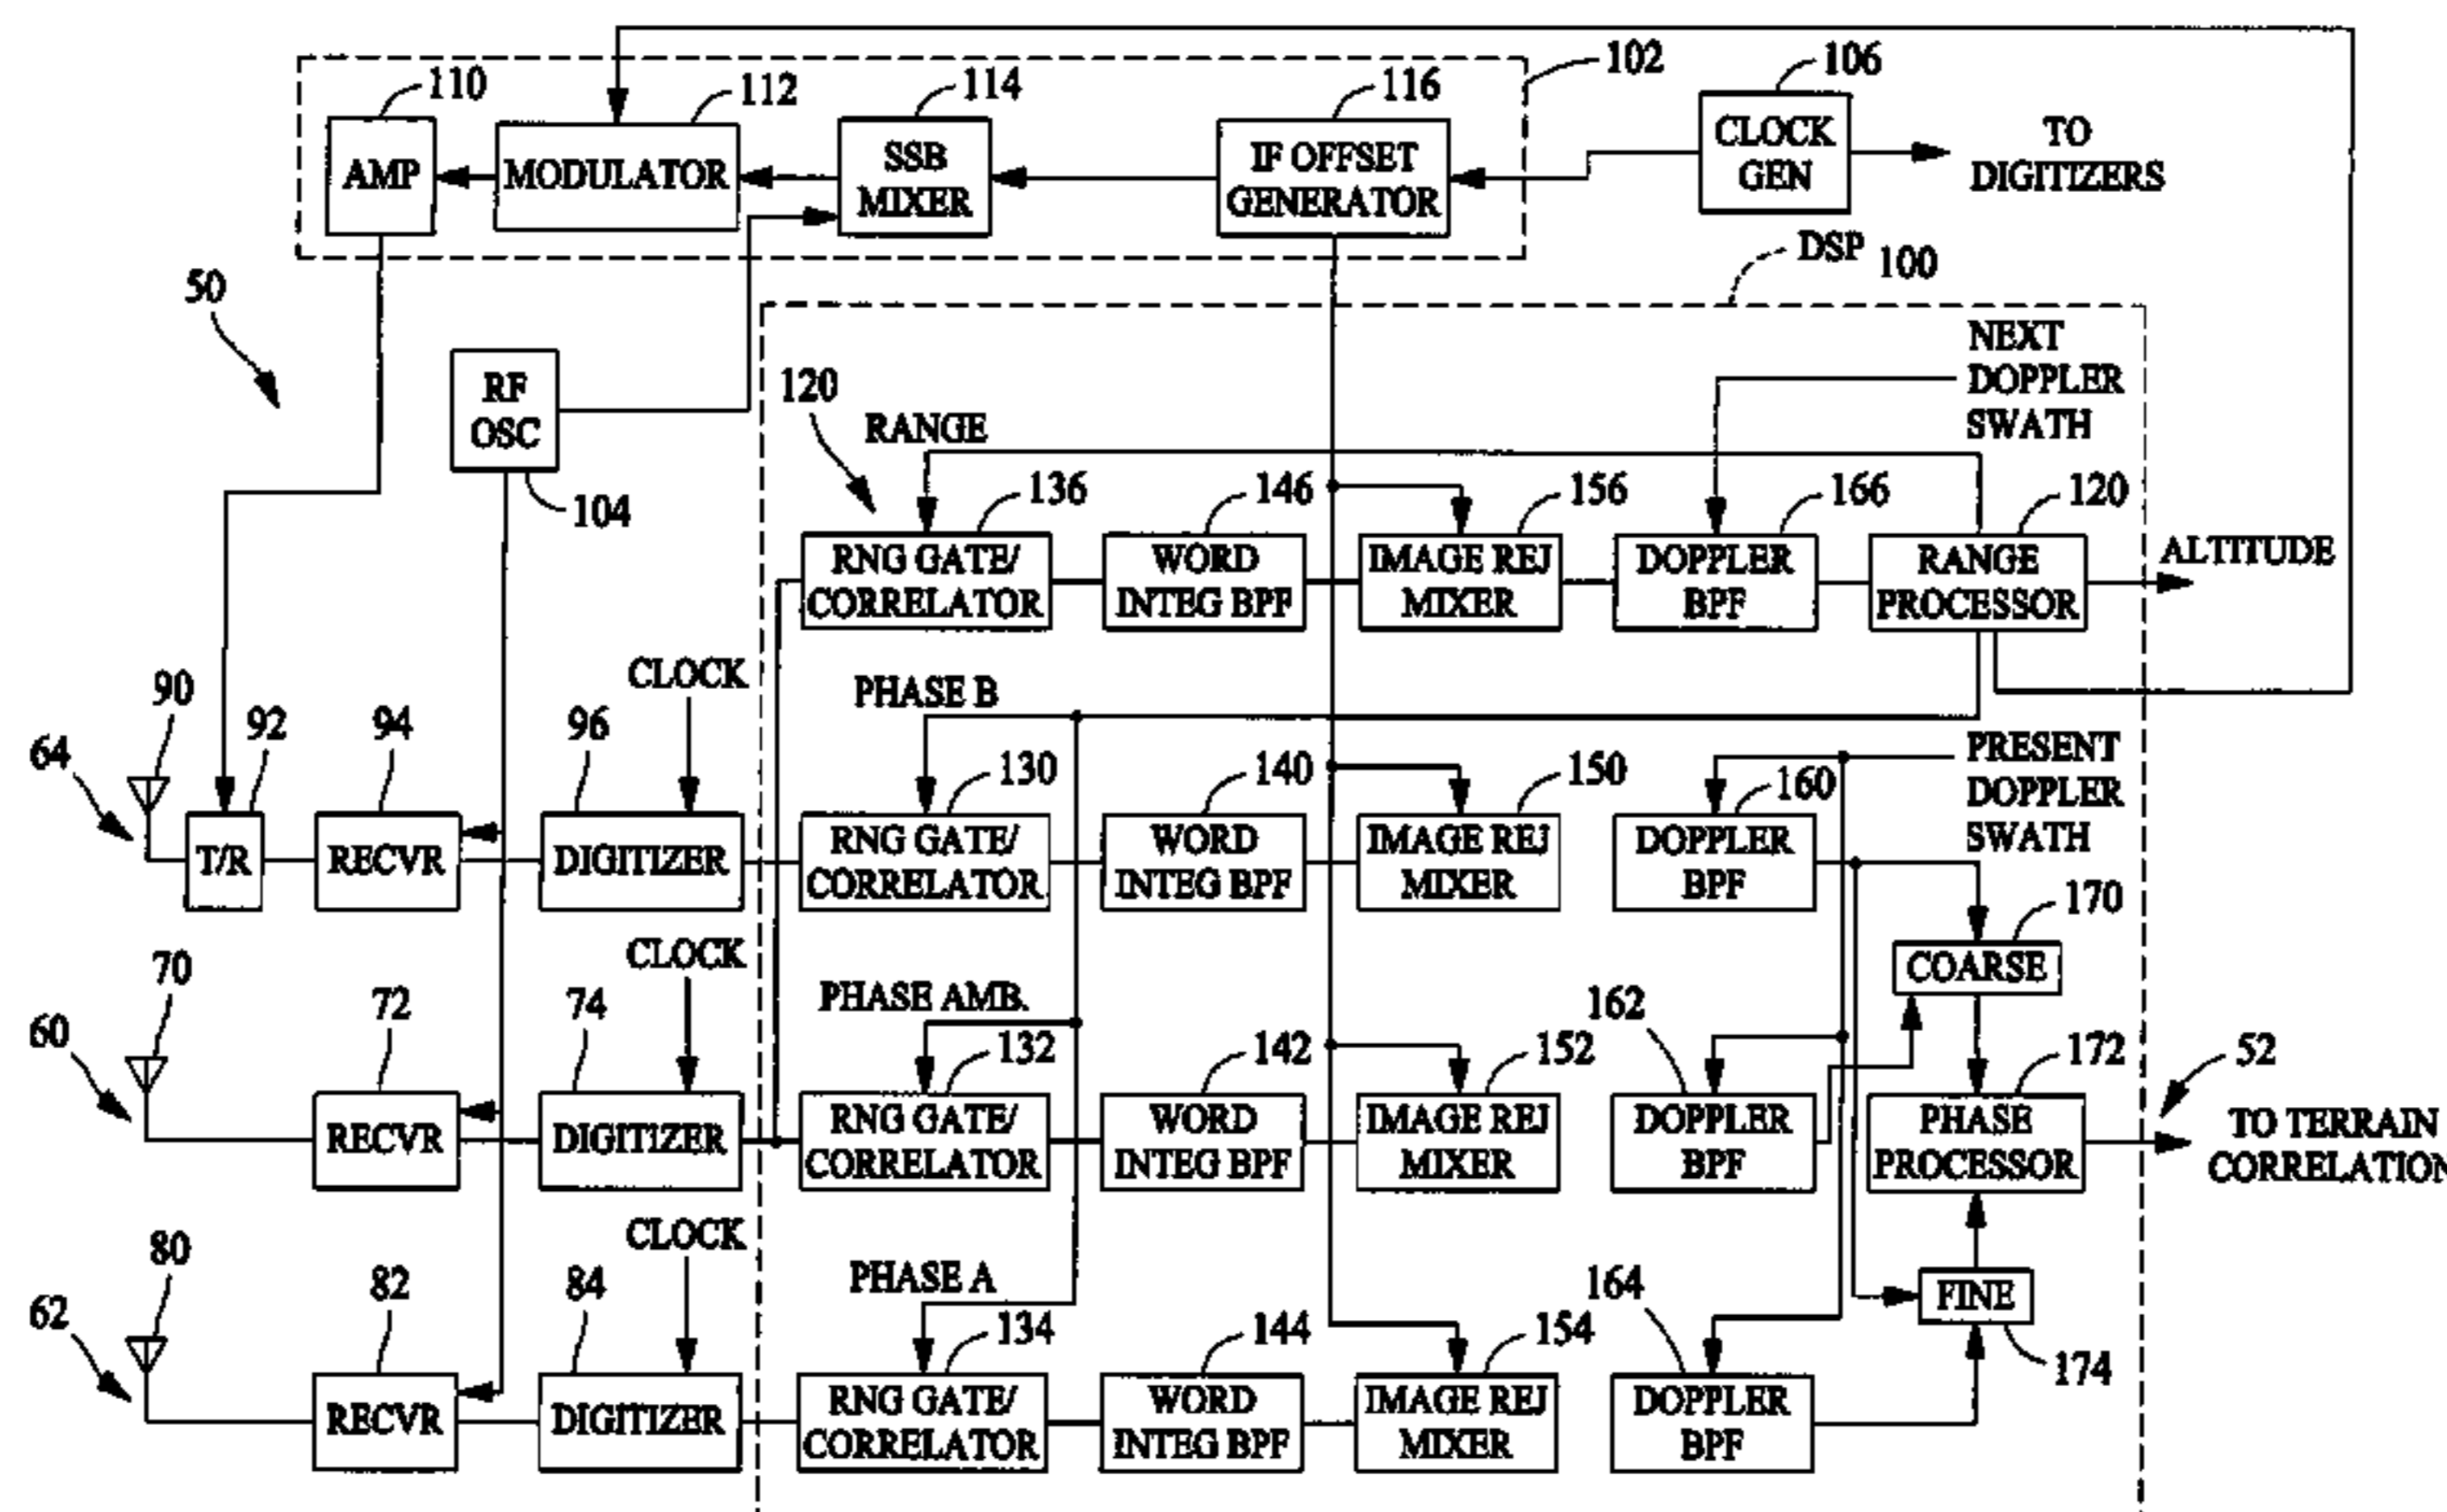 102
106
110
112
114
116
AMP
MODULATOR
SSB
MIXER
IF OFFSET
GENERATOR
CLOCK
GEN
TO
DIGITIZERS
DSP 100
50
RF
OSC
104
120
RANGE
NEXT
DOPPLER
SWATH
136
146
156
166
120
RNG GATE/
CORRELATOR
WORD
INTEG BPF
IMAGE REJ
MIXER
DOPPLER
BPF
RANGE
PROCESSOR
ALTITUDE
CLOCK
PHASE B
64
90
92
94
96
130
140
150
160
PRESENT
DOPPLER
SWATH
T/R
RECVR
DIGITIZER
RNG GATE/
CORRELATOR
WORD
INTEG BPF
IMAGE REJ
MIXER
DOPPLER
BPF
170
COARSE
CLOCK
PHASE AMB.
60
70
72
74
132
142
152
162
172
52
RECVR
DIGITIZER
RNG GATE/
CORRELATOR
WORD
INTEG BPF
IMAGE REJ
MIXER
DOPPLER
BPF
PHASE
PROCESSOR
TO TERRAIN
CORRELATION
CLOCK
PHASE A
62
80
82
84
134
144
154
164
FINE
174
RECVR
DIGITIZER
RNG GATE/
CORRELATOR
WORD
INTEG BPF
IMAGE REJ
MIXER
DOPPLER
BPF